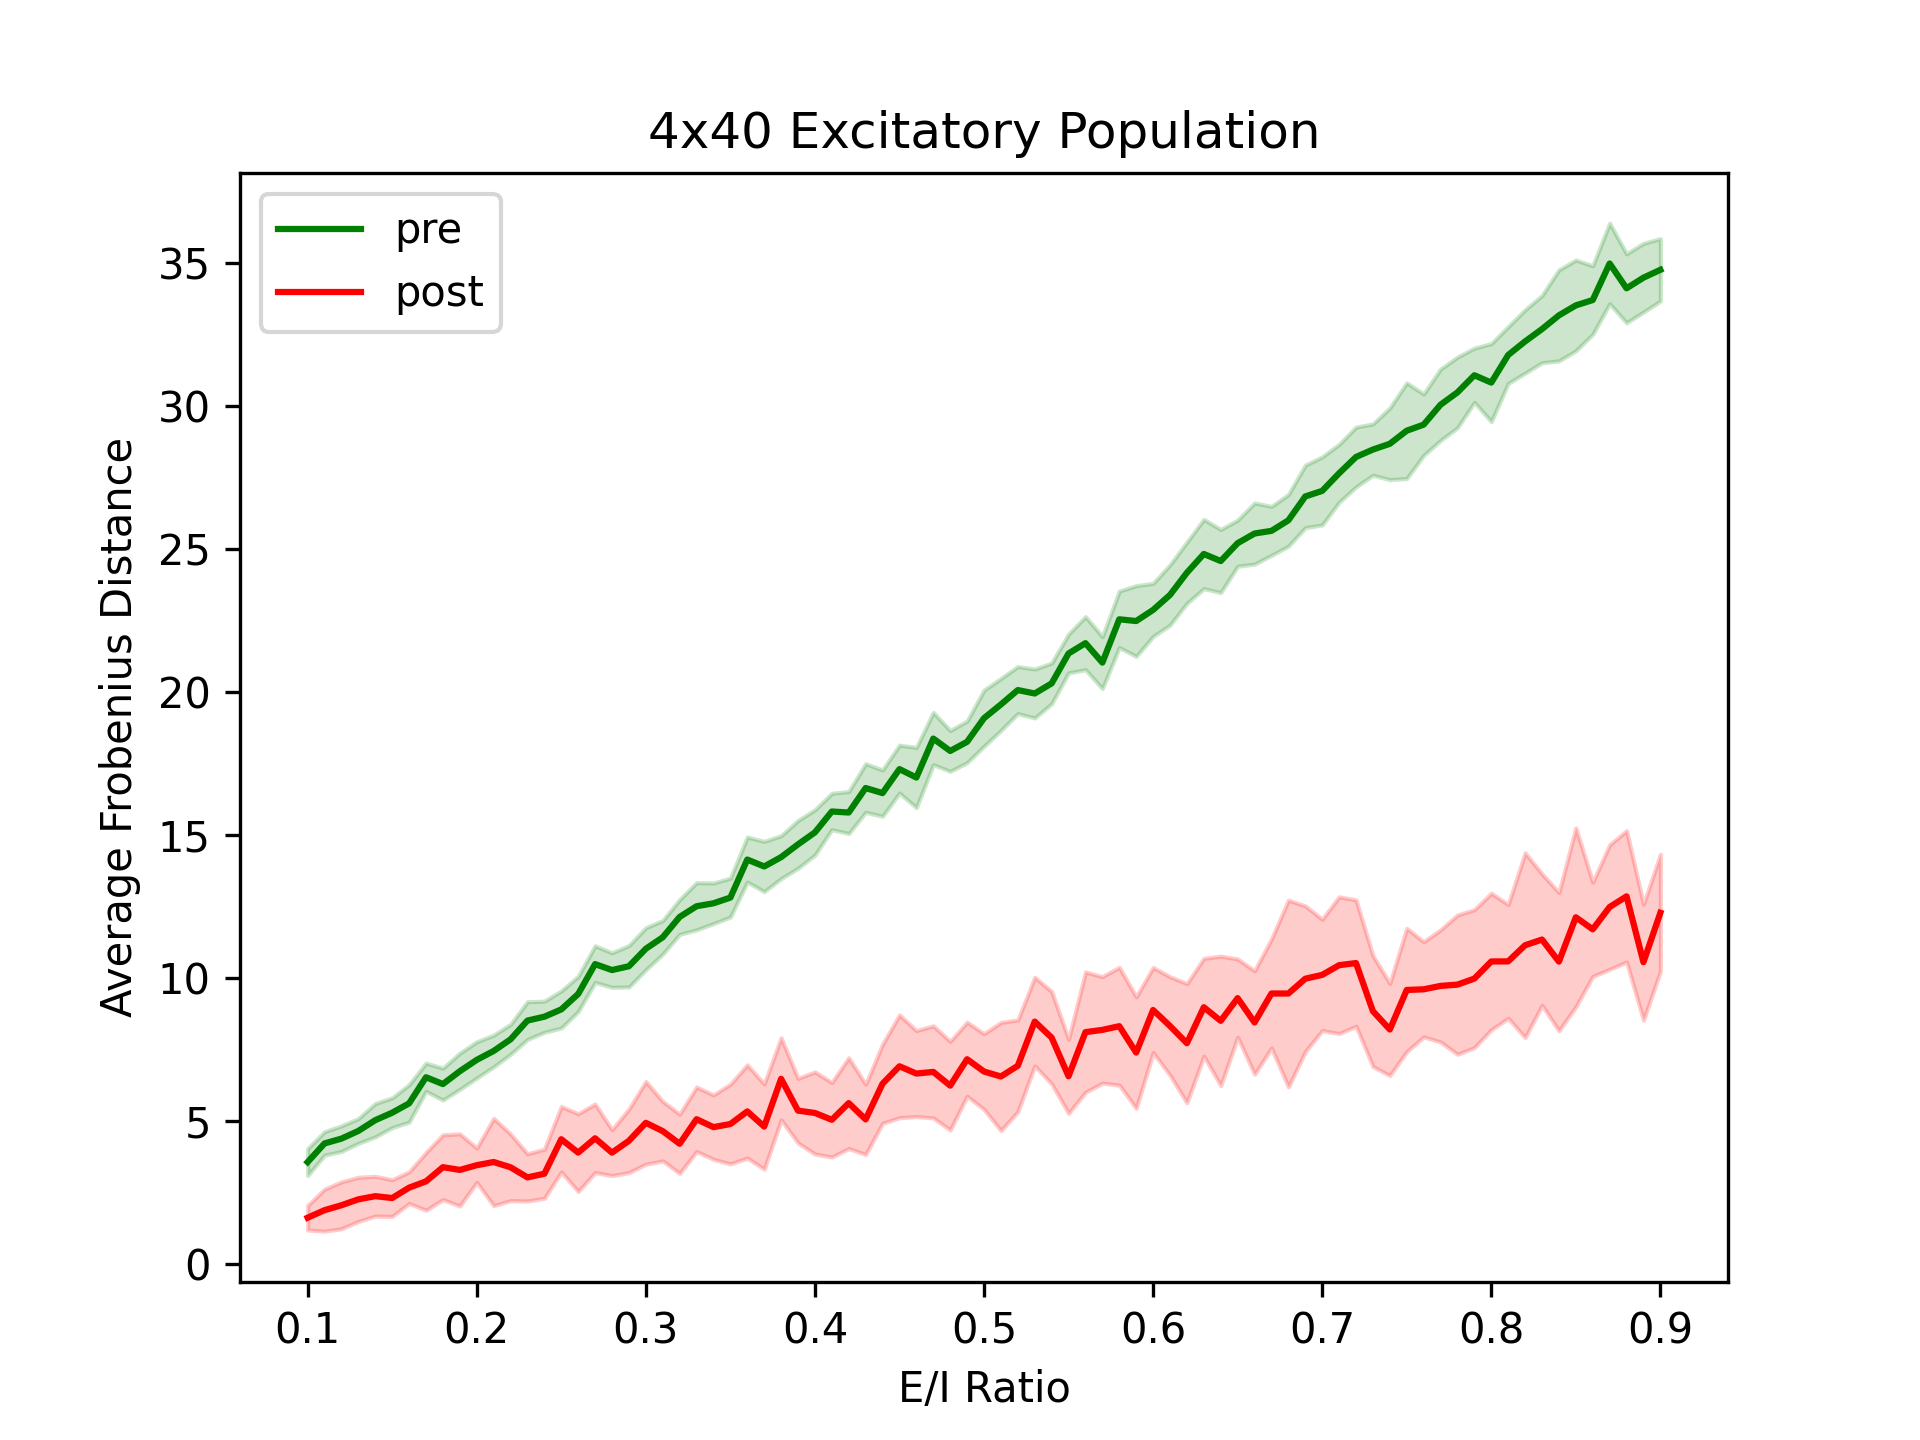 4x40 Excitatory Population
pre
post
Average Frobenius Distance
35
30
25
20
15
10
5
0
0.1 0.2 0.3 0.4 0.5 0.6 0.7 0.8 0.9
E/I Ratio